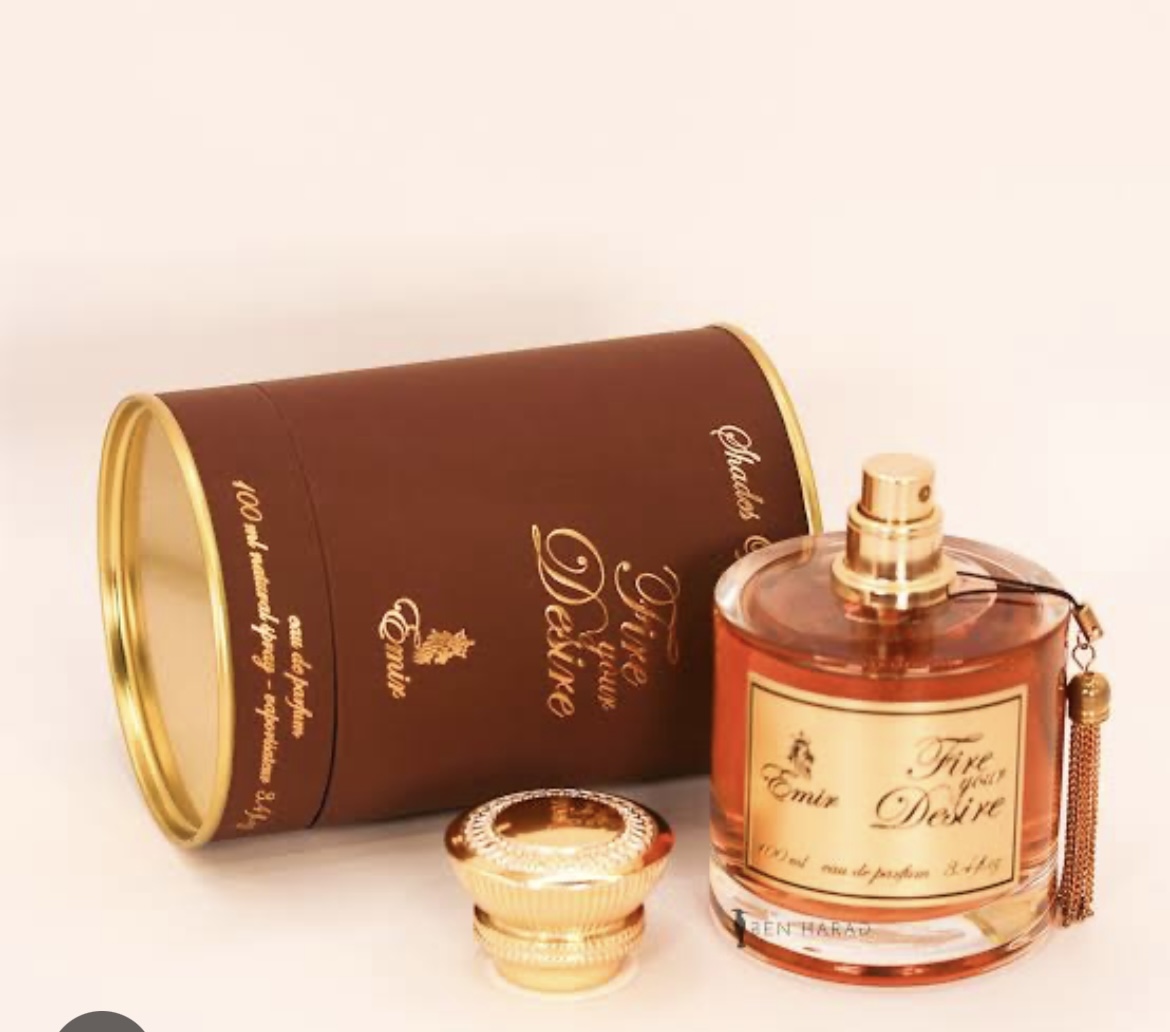 Shades
Fire
your
Desire
Emir
eau de parfum
100 ml natural spray - vaporisateur 3.4
Fire
your
Desire
Emir
100 ml eau de parfum 3.4 fl.oz
BEN HARAD